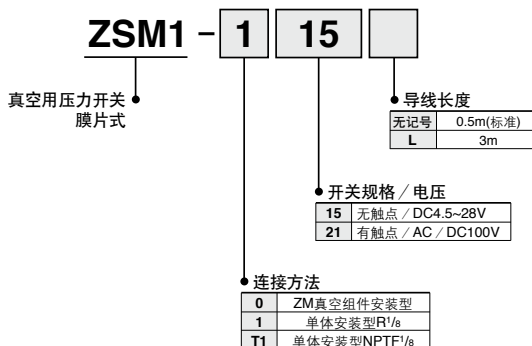 ZSM1-1 15
真空用压力开关
膜片式
导线长度
无记号 0.5m(标准)
L 3m
开关规格／电压
15 无触点／DC4.5~28V
21 有触点／AC／DC100V
连接方法
0 ZM真空组件安装型
1 单体安装型R1/8
T1 单体安装型NPTF1/8